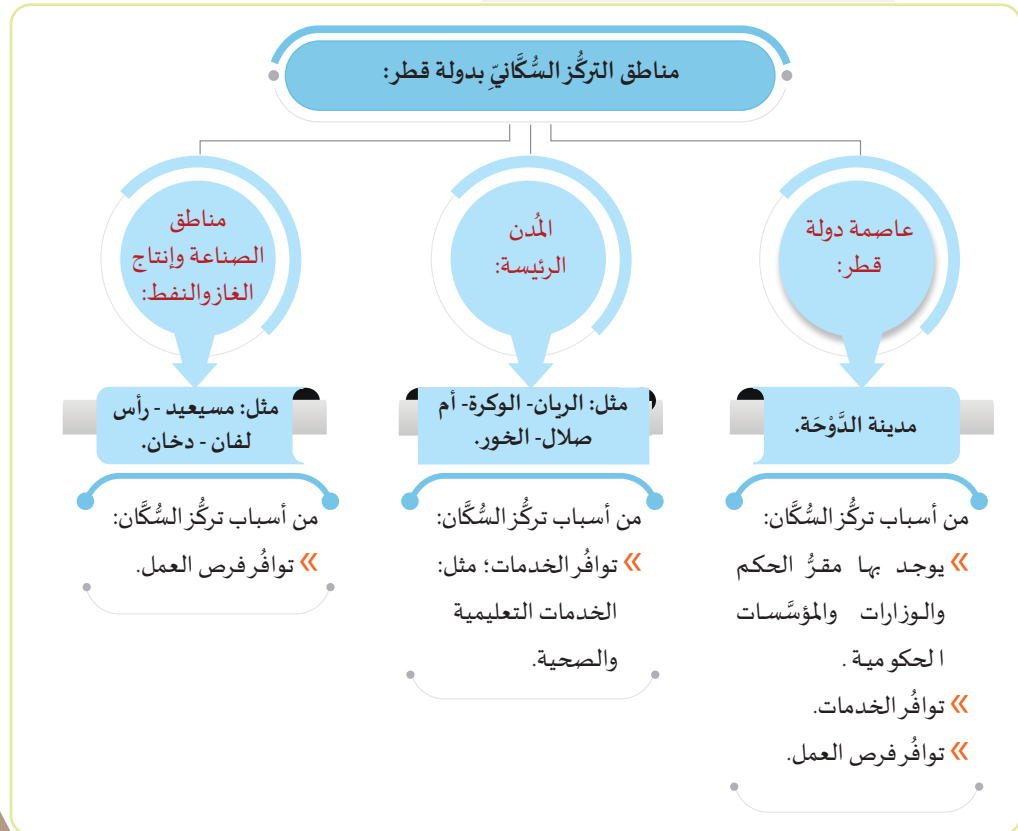 مناطق التركُّز السُّكَّانيّ بدولة قطر:
عاصمة دولة
قطر:
مدينة الدَّوْحَة.
من أسباب تركُّز السُّكَّان:
» يوجد بها مقرُّ الحكم
والوزارات والمؤسَّسات
الحكومية.
» توافُر الخدمات.
» توافُر فرص العمل.
المُدن
الرئيسة:
مثل: الريان- الوكرة- أم
صلال- الخور.
من أسباب تركُّز السُّكَّان:
» توافُر الخدمات؛ مثل:
الخدمات التعليمية
والصحية.
مناطق
الصناعة وإنتاج
الغاز والنفط:
مثل: مسيعيد - رأس
لفان - دخان.
من أسباب تركُّز السُّكَّان:
» توافُر فرص العمل.